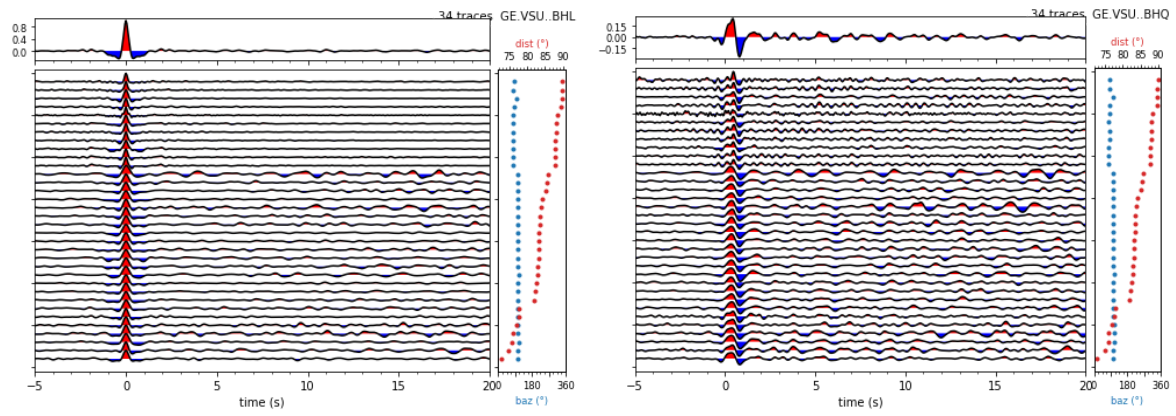 34 traces GE.VSU..BHL
0.8
0.4
0.0
dist (°)
75 80 85 90
−5 0 5 10 15 20
time (s)
0 180 360
baz (°)
34 traces GE.VSU..BHQ
0.15
0.00
−0.15
dist (°)
75 80 85 90
−5 0 5 10 15 20
time (s)
0 180 360
baz (°)